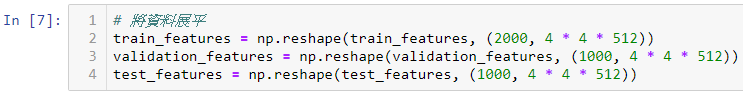 In [7]:
1 # 將資料展平
2 train_features = np.reshape(train_features, (2000, 4 * 4 * 512))
3 validation_features = np.reshape(validation_features, (1000, 4 * 4 * 512))
4 test_features = np.reshape(test_features, (1000, 4 * 4 * 512))